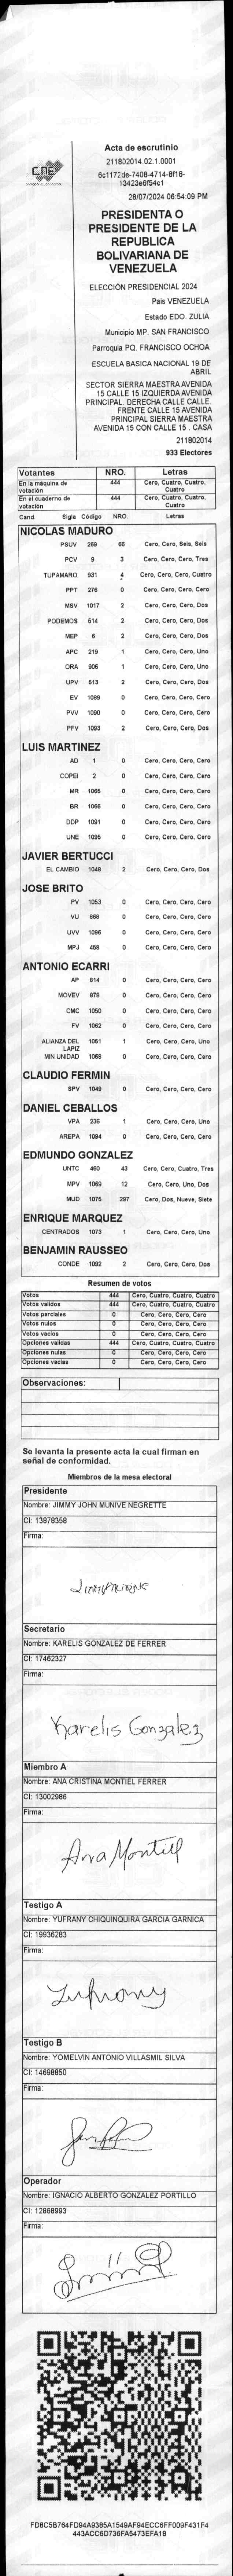 CNE
Acta de escrutinio
211802014.02.1.0001
6c1172de-7408-4714-8f18-
13423e6f54c1
28/07/2024 06:54:09 PM
PRESIDENTA O
PRESIDENTE DE LA
REPUBLICA
BOLIVARIANA DE
VENEZUELA
ELECCIÓN PRESIDENCIAL 2024
Pais VENEZUELA
Estado EDO. ZULIA
Municipio MP. SAN FRANCISCO
Parroquia PQ. FRANCISCO OCHOA
ESCUELA BASICA NACIONAL 19 DE
ABRIL
SECTOR SIERRA MAESTRA AVENIDA
15 CALLE 15 IZQUIERDA AVENIDA
PRINCIPAL. DERECHA CALLE CALLE.
FRENTE CALLE 15 AVENIDA
PRINCIPAL SIERRA MAESTRA
AVENIDA 15 CON CALLE 15 . CASA
211802014
933 Electores
Votantes NRO. Letras
En la máquina de votación 444 Cero, Cuatro, Cuatro, Cuatro
En el cuaderno de votación 444 Cero, Cuatro, Cuatro, Cuatro
Cand. Sigla Código NRO. Letras
NICOLAS MADURO
PSUV 269 66 Cero, Cero, Seis, Seis
PCV 9 3 Cero, Cero, Cero, Tres
TUPAMARO 931 4 Cero, Cero, Cero, Cuatro
PPT 276 0 Cero, Cero, Cero, Cero
MSV 1017 2 Cero, Cero, Cero, Dos
PODEMOS 514 2 Cero, Cero, Cero, Dos
MEP 6 2 Cero, Cero, Cero, Dos
APC 219 1 Cero, Cero, Cero, Uno
ORA 906 1 Cero, Cero, Cero, Uno
UPV 513 2 Cero, Cero, Cero, Dos
EV 1089 0 Cero, Cero, Cero, Cero
PVV 1090 0 Cero, Cero, Cero, Cero
PFV 1093 2 Cero, Cero, Cero, Dos
LUIS MARTINEZ
AD 1 0 Cero, Cero, Cero, Cero
COPEI 2 0 Cero, Cero, Cero, Cero
MR 1065 0 Cero, Cero, Cero, Cero
BR 1066 0 Cero, Cero, Cero, Cero
DDP 1091 0 Cero, Cero, Cero, Cero
UNE 1095 0 Cero, Cero, Cero, Cero
JAVIER BERTUCCI
EL CAMBIO 1048 2 Cero, Cero, Cero, Dos
JOSE BRITO
PV 1053 0 Cero, Cero, Cero, Cero
VU 868 0 Cero, Cero, Cero, Cero
UVV 1096 0 Cero, Cero, Cero, Cero
MPJ 458 0 Cero, Cero, Cero, Cero
ANTONIO ECARRI
AP 814 0 Cero, Cero, Cero, Cero
MOVEV 878 0 Cero, Cero, Cero, Cero
CMC 1050 0 Cero, Cero, Cero, Cero
FV 1062 0 Cero, Cero, Cero, Cero
ALIANZA DEL LAPIZ 1051 1 Cero, Cero, Cero, Uno
MIN UNIDAD 1068 0 Cero, Cero, Cero, Cero
CLAUDIO FERMIN
SPV 1049 0 Cero, Cero, Cero, Cero
DANIEL CEBALLOS
VPA 236 1 Cero, Cero, Cero, Uno
AREPA 1094 0 Cero, Cero, Cero, Cero
EDMUNDO GONZALEZ
UNTC 460 43 Cero, Cero, Cuatro, Tres
MPV 1069 12 Cero, Cero, Uno, Dos
MUD 1075 297 Cero, Dos, Nueve, Siete
ENRIQUE MARQUEZ
CENTRADOS 1073 1 Cero, Cero, Cero, Uno
BENJAMIN RAUSSEO
CONDE 1092 2 Cero, Cero, Cero, Dos
Resumen de votos
Votos 444 Cero, Cuatro, Cuatro, Cuatro
Votos validos 444 Cero, Cuatro, Cuatro, Cuatro
Votos parciales 0 Cero, Cero, Cero, Cero
Votos nulos 0 Cero, Cero, Cero, Cero
Votos vacios 0 Cero, Cero, Cero, Cero
Opciones validas 444 Cero, Cuatro, Cuatro, Cuatro
Opciones nulas 0 Cero, Cero, Cero, Cero
Opciones vacias 0 Cero, Cero, Cero, Cero
Observaciones:
Se levanta la presente acta la cual firman en
señal de conformidad.
Miembros de la mesa electoral
Presidente
Nombre: JIMMY JOHN MUNIVE NEGRETTE
CI: 13878358
Firma:
Secretario
Nombre: KARELIS GONZALEZ DE FERRER
CI: 17462327
Firma:
Karelis Gonzalez
Miembro A
Nombre: ANA CRISTINA MONTIEL FERRER
CI: 13002986
Firma:
Ana Montiel
Testigo A
Nombre: YUFRANY CHIQUINQUIRA GARCIA GARNICA
CI: 19936283
Firma:
Yufrany
Testigo B
Nombre: YOMELVIN ANTONIO VILLASMIL SILVA
CI: 14698850
Firma:
Operador
Nombre: IGNACIO ALBERTO GONZALEZ PORTILLO
CI: 12868993
Firma:
FD8C5B764FD94A9385A1549AF94ECC6FF009F431F4
443ACC6D736FA5473EFA18